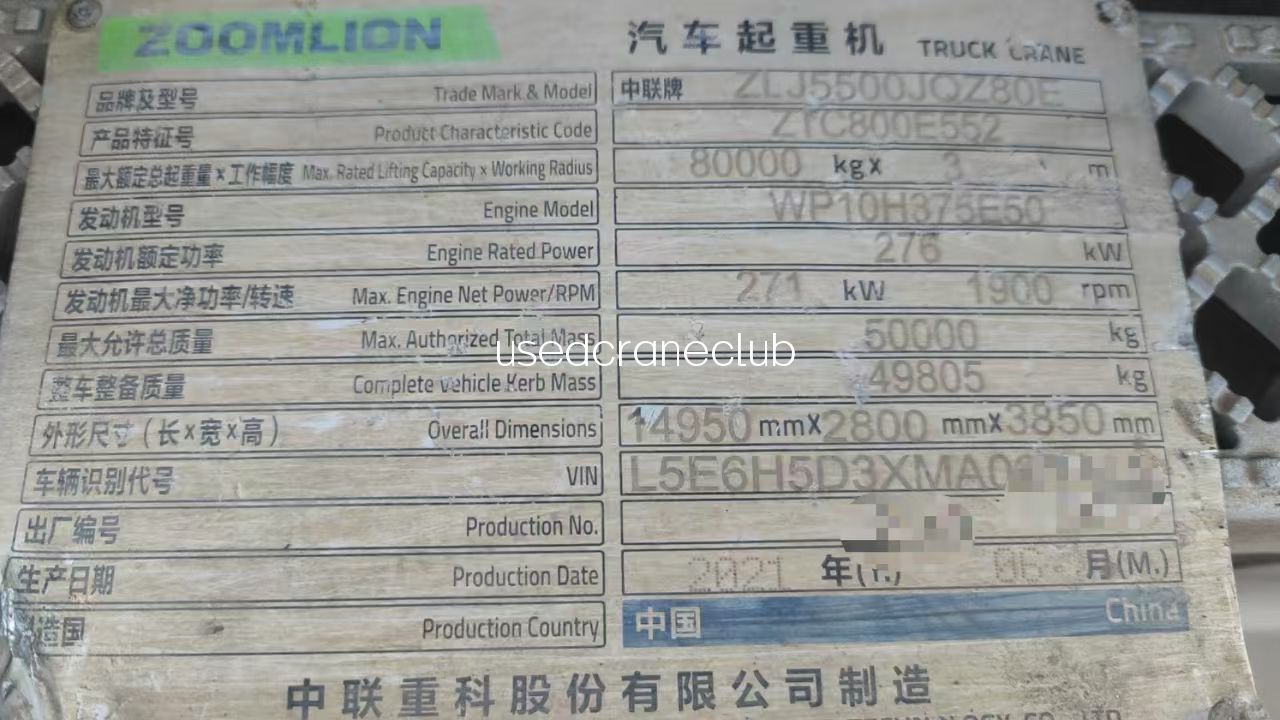 ZOOMLION 汽车起重机 TRUCK CRANE
品牌及型号 Trade Mark & Model 中联牌 ZLJ5500JQZ80E
产品特征号 Product Characteristic Code ZTC800E552
最大额定总起重量×工作幅度 Max. Rated Lifting Capacity x Working Radius 80000 kgx 3 m
发动机型号 Engine Model WP10H375E50
发动机额定功率 Engine Rated Power 276 kW
发动机最大净功率/转速 Max. Engine Net Power/RPM 271 kW 1900 rpm
最大允许总质量 Max. Authorized Total Mass 50000 kg
usedcraneclub
整车整备质量 Complete vehicle Kerb Mass 49805 kg
外形尺寸(长×宽×高) Overall Dimensions 14950 mmX2800 mmX3850 mm
车辆识别代号 VIN L5E6H5D3XMA0
出厂编号 Production No.
生产日期 Production Date 2021 年(Y.) 06 月(M.)
造国 Production Country 中国 China
中联重科股份有限公司制造